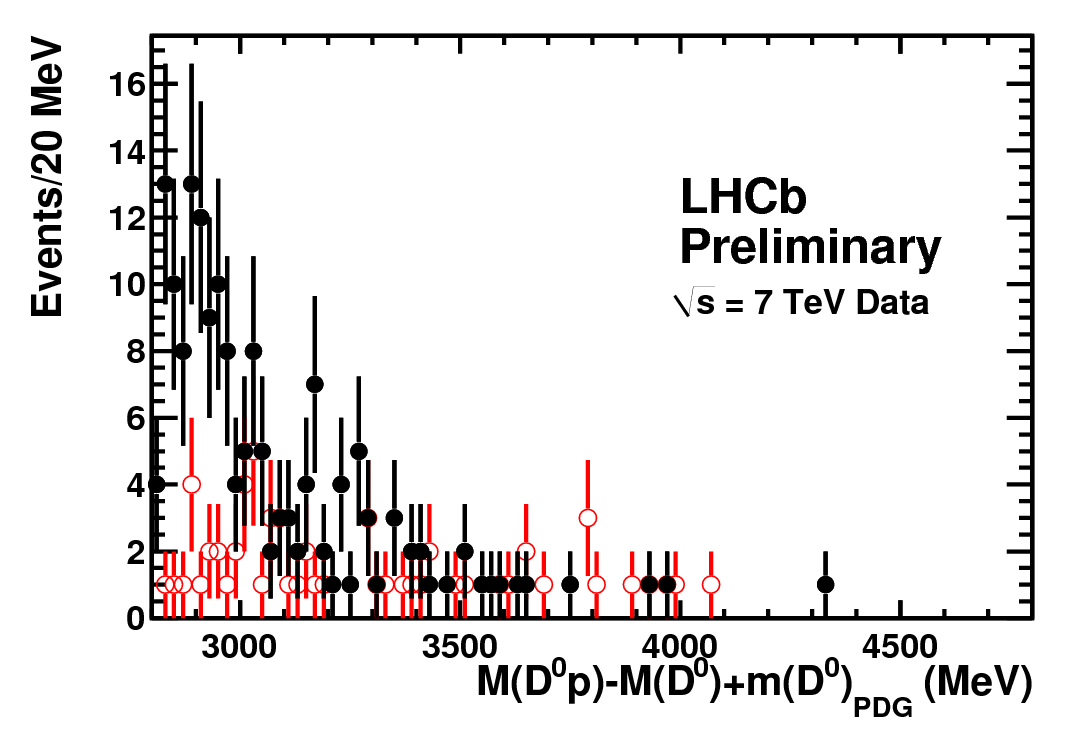 Events/20 MeV
16
14
12
10
8
6
4
2
0
LHCb
Preliminary
√s = 7 TeV Data
3000 3500 4000 4500
M(D⁰p)-M(D⁰)+m(D⁰)PDG (MeV)